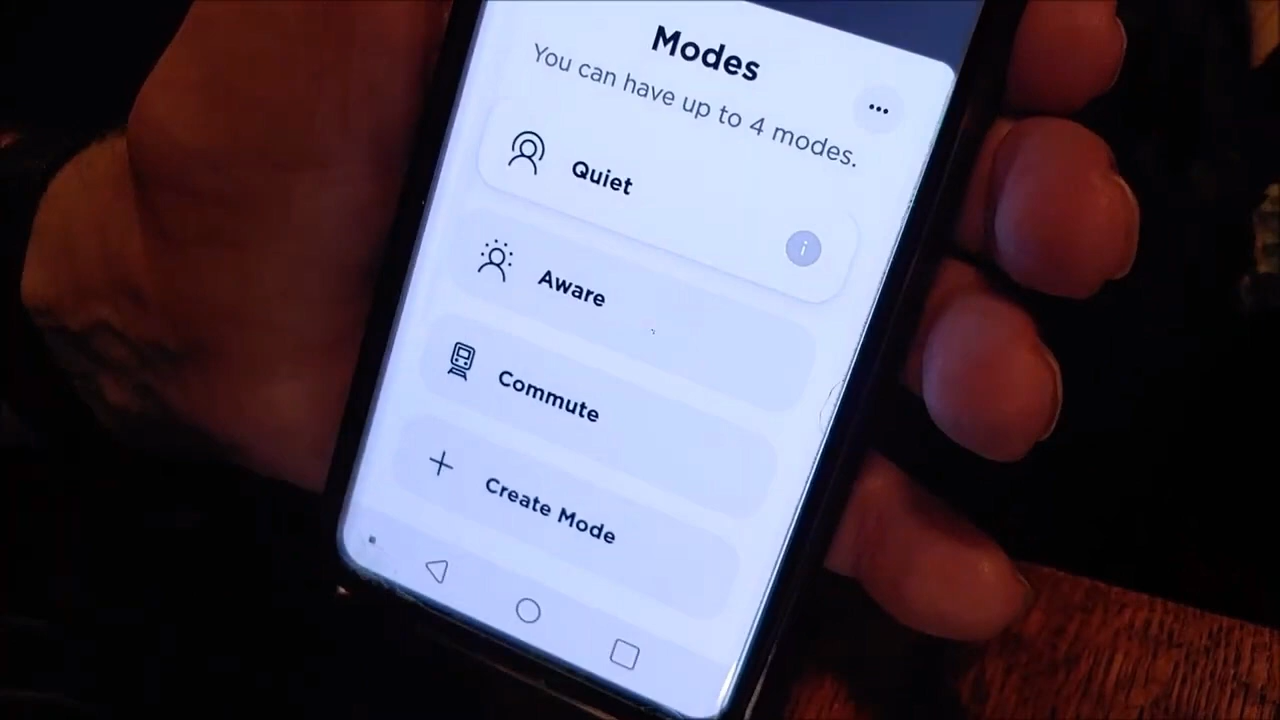 Modes
...
You can have up to 4 modes.
Quiet
i
Aware
Commute
+ Create Mode